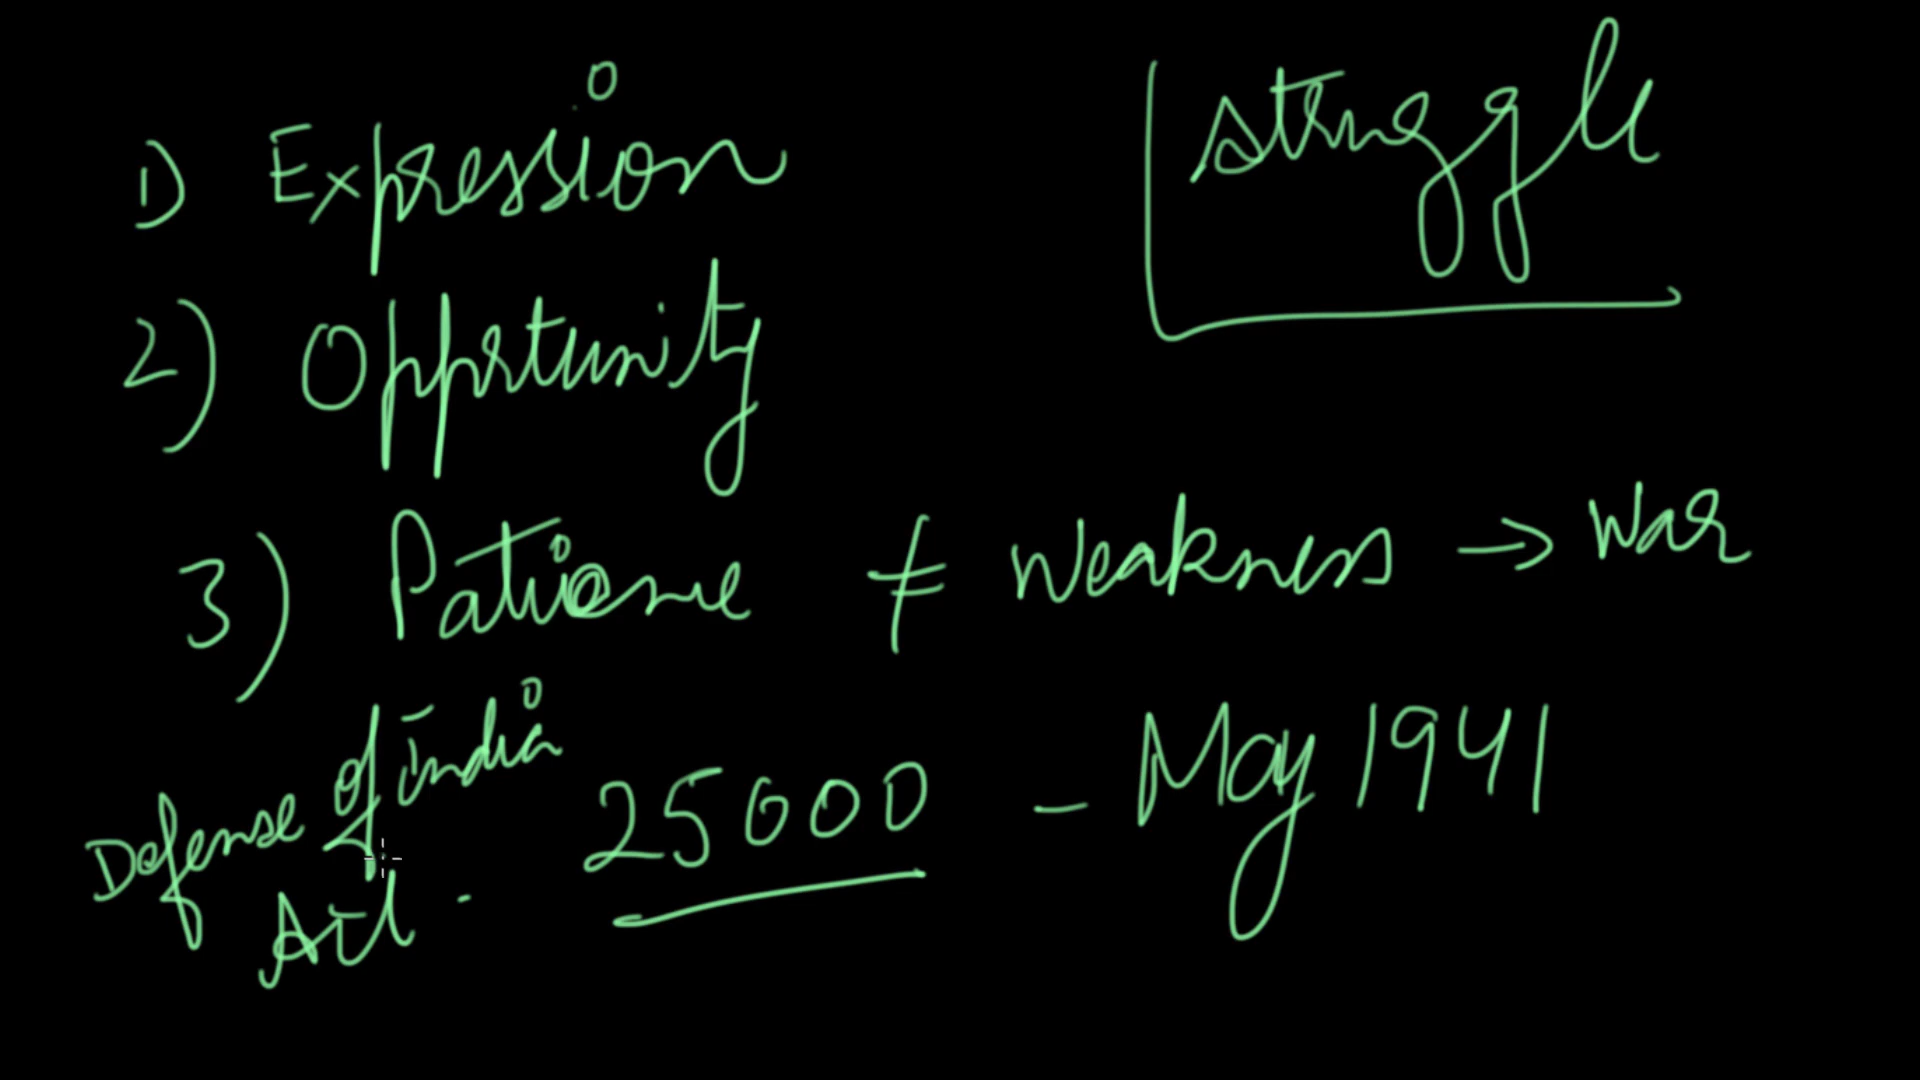 struggle
1) Expression
2) Opportunity
3) Patience ≠ weakness → war
Defense of india
Act. 25000 - May 1941